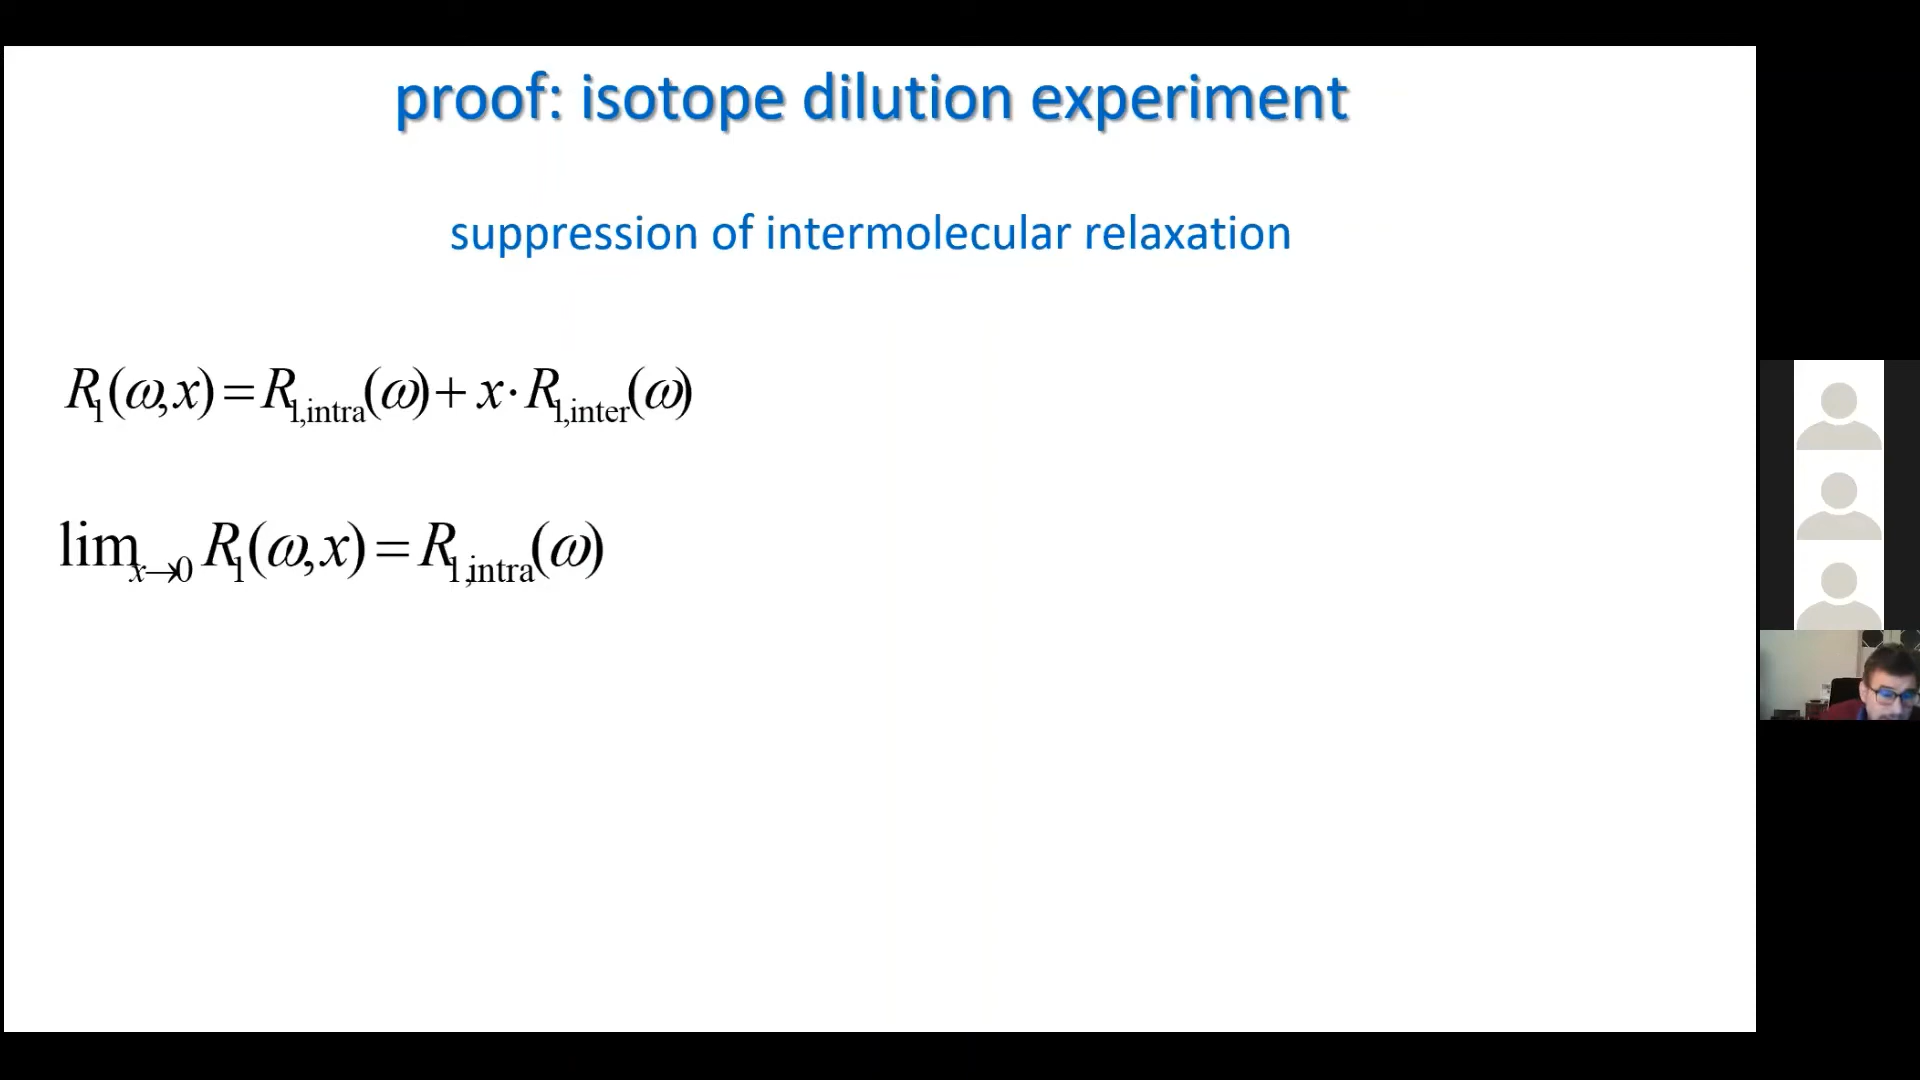 proof: isotope dilution experiment
suppression of intermolecular relaxation
R₁(ω,x)=R₁,intra(ω)+x·R₁,inter(ω)
limₓ→₀ R₁(ω,x)=R₁,intra(ω)